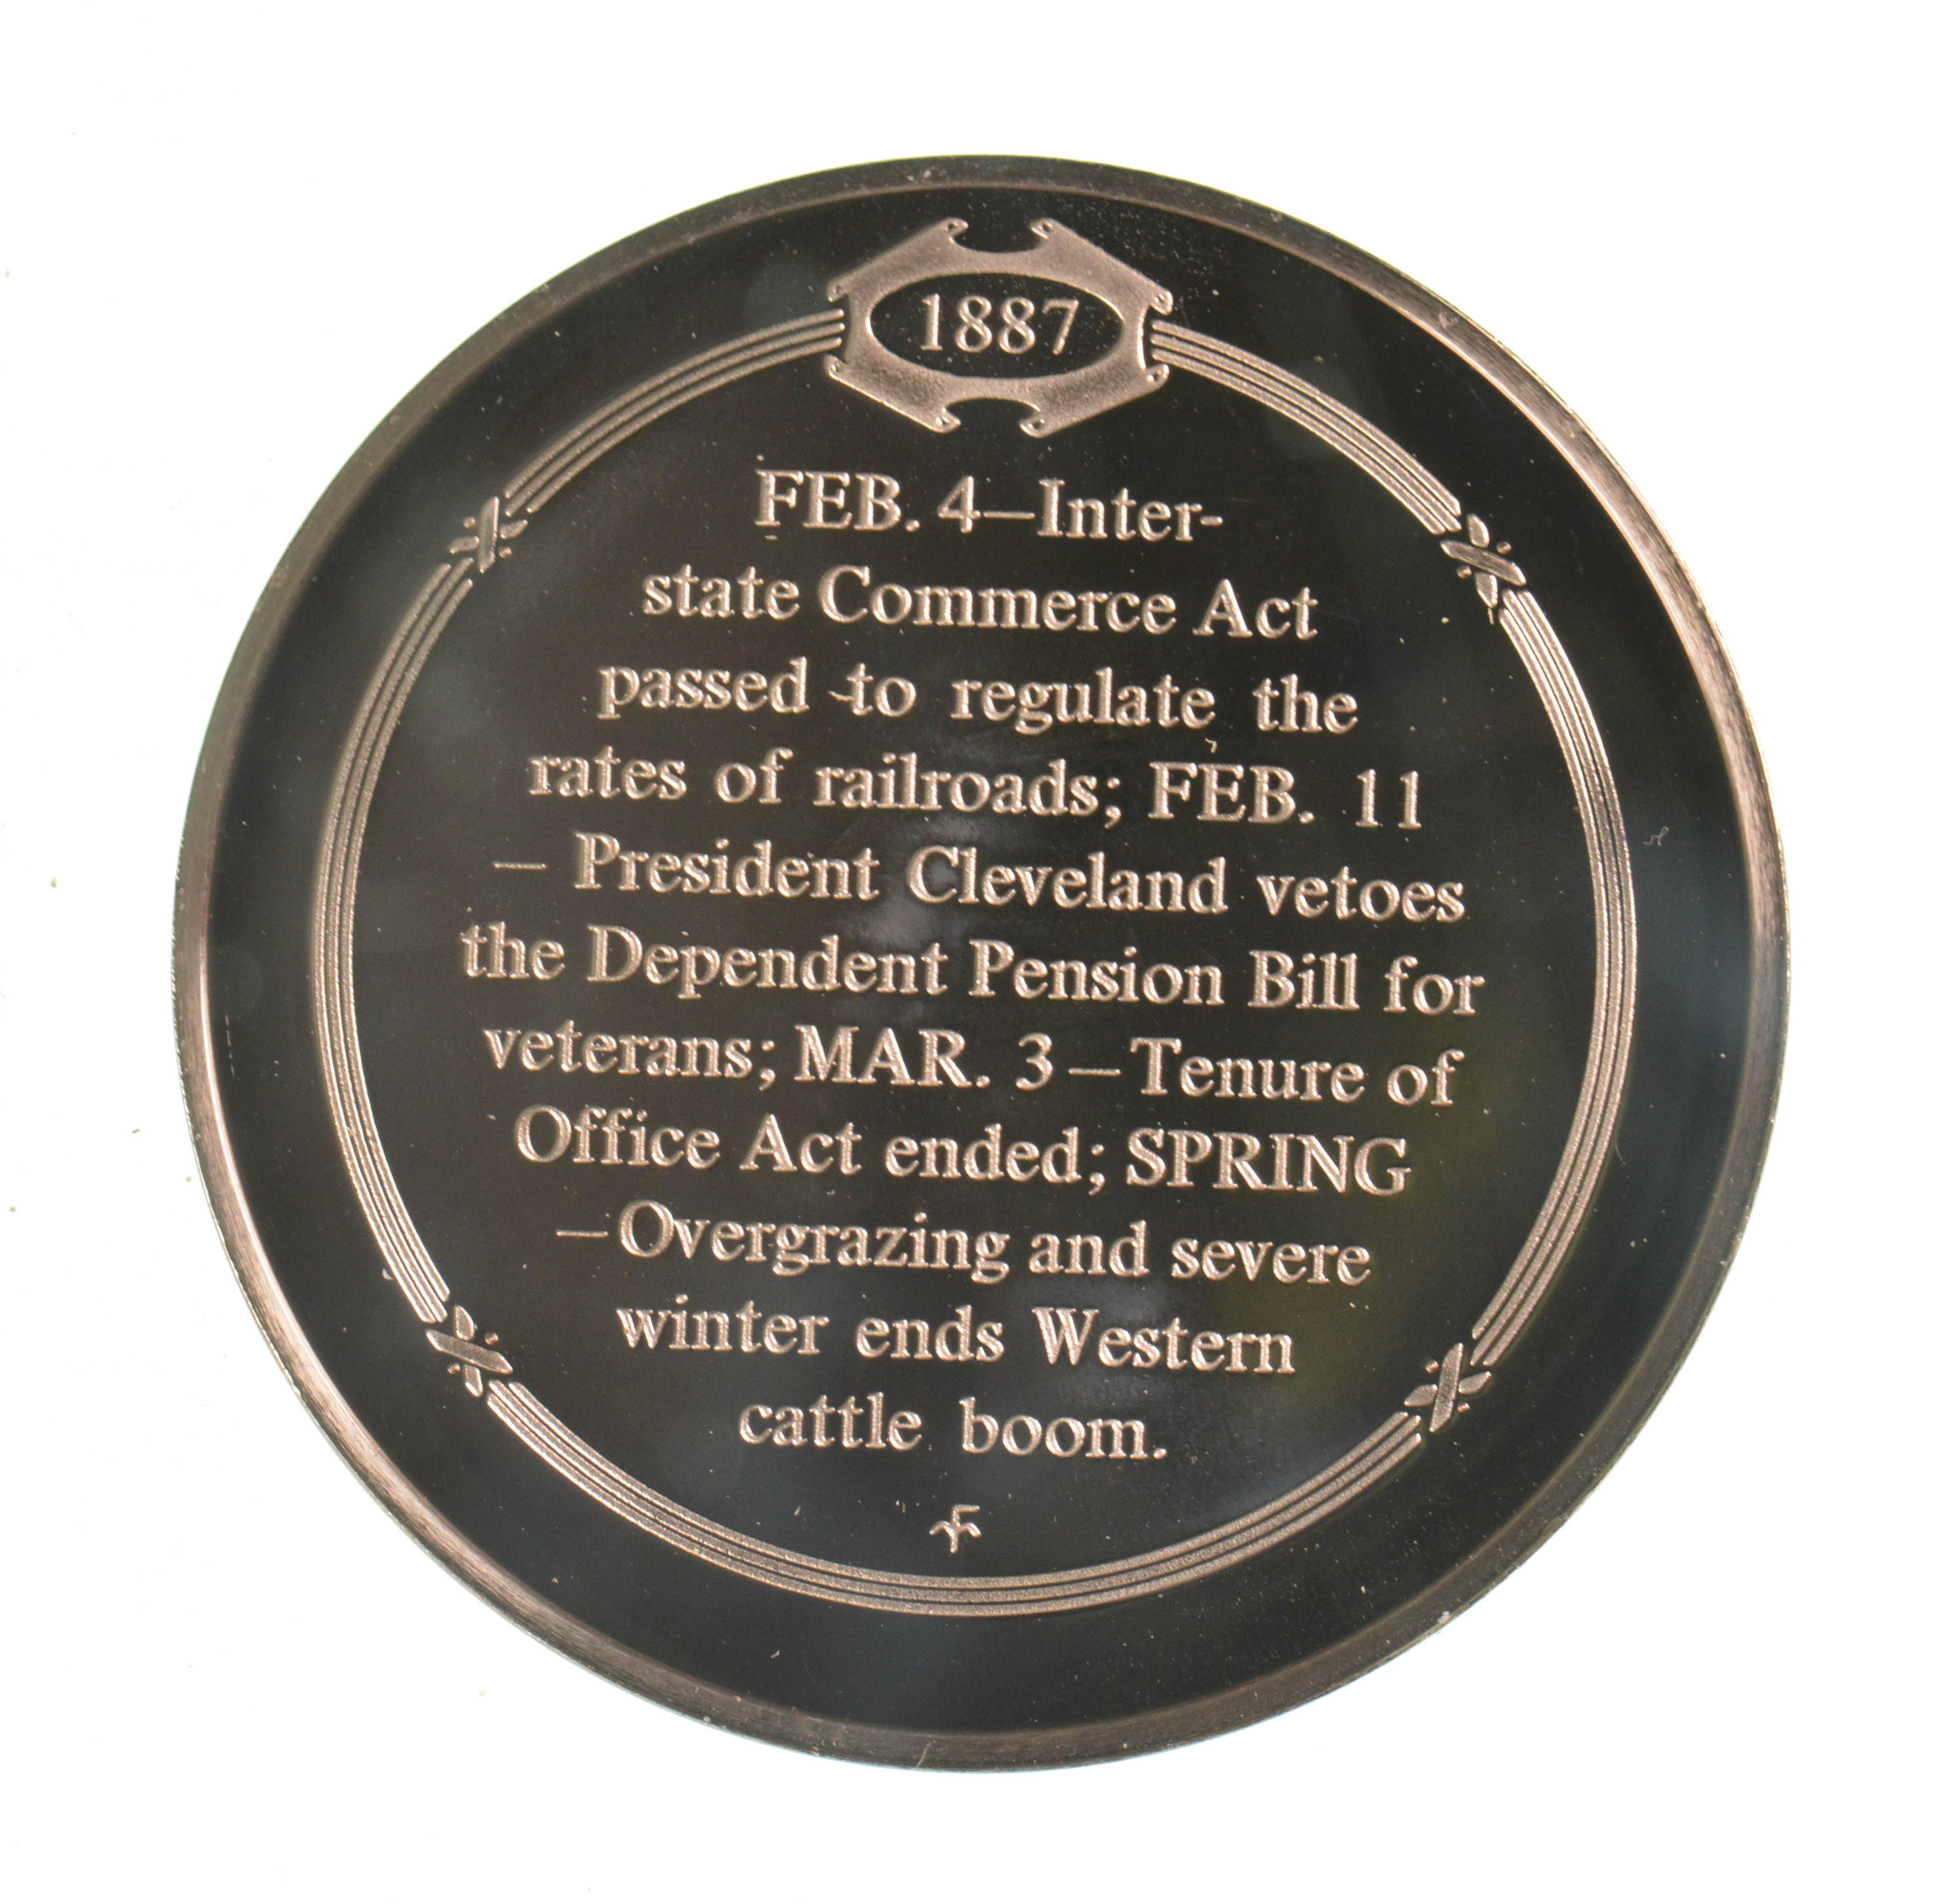 1887
FEB. 4—Inter-
state Commerce Act
passed to regulate the
rates of railroads; FEB. 11
— President Cleveland vetoes
the Dependent Pension Bill for
veterans; MAR. 3—Tenure of
Office Act ended; SPRING
—Overgrazing and severe
winter ends Western
cattle boom.